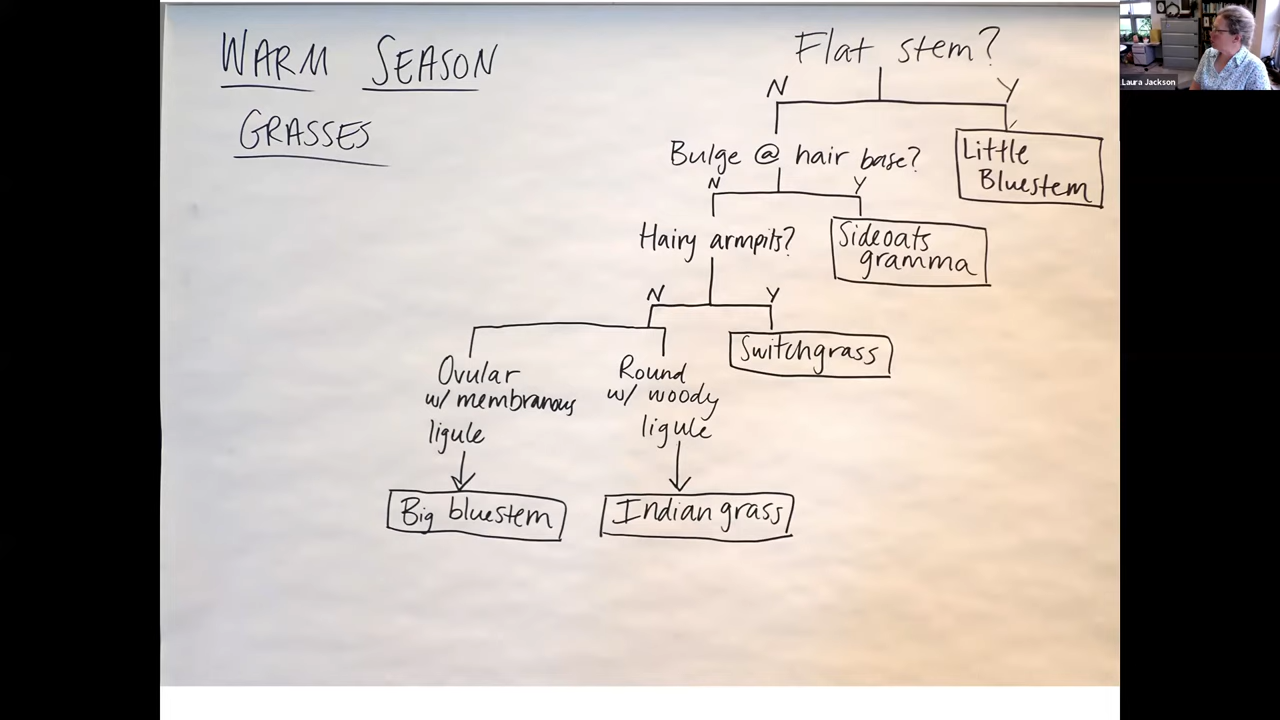 WARM SEASON
GRASSES
Flat stem?
N
Y
Bulge @ hair base?
Little
Bluestem
N
Y
Hairy armpits?
Sideoats
gramma
N
Y
Switchgrass
Ovular
w/ membranous
ligule
Round
w/ woody
ligule
Big bluestem
Indian grass
Laura Jackson